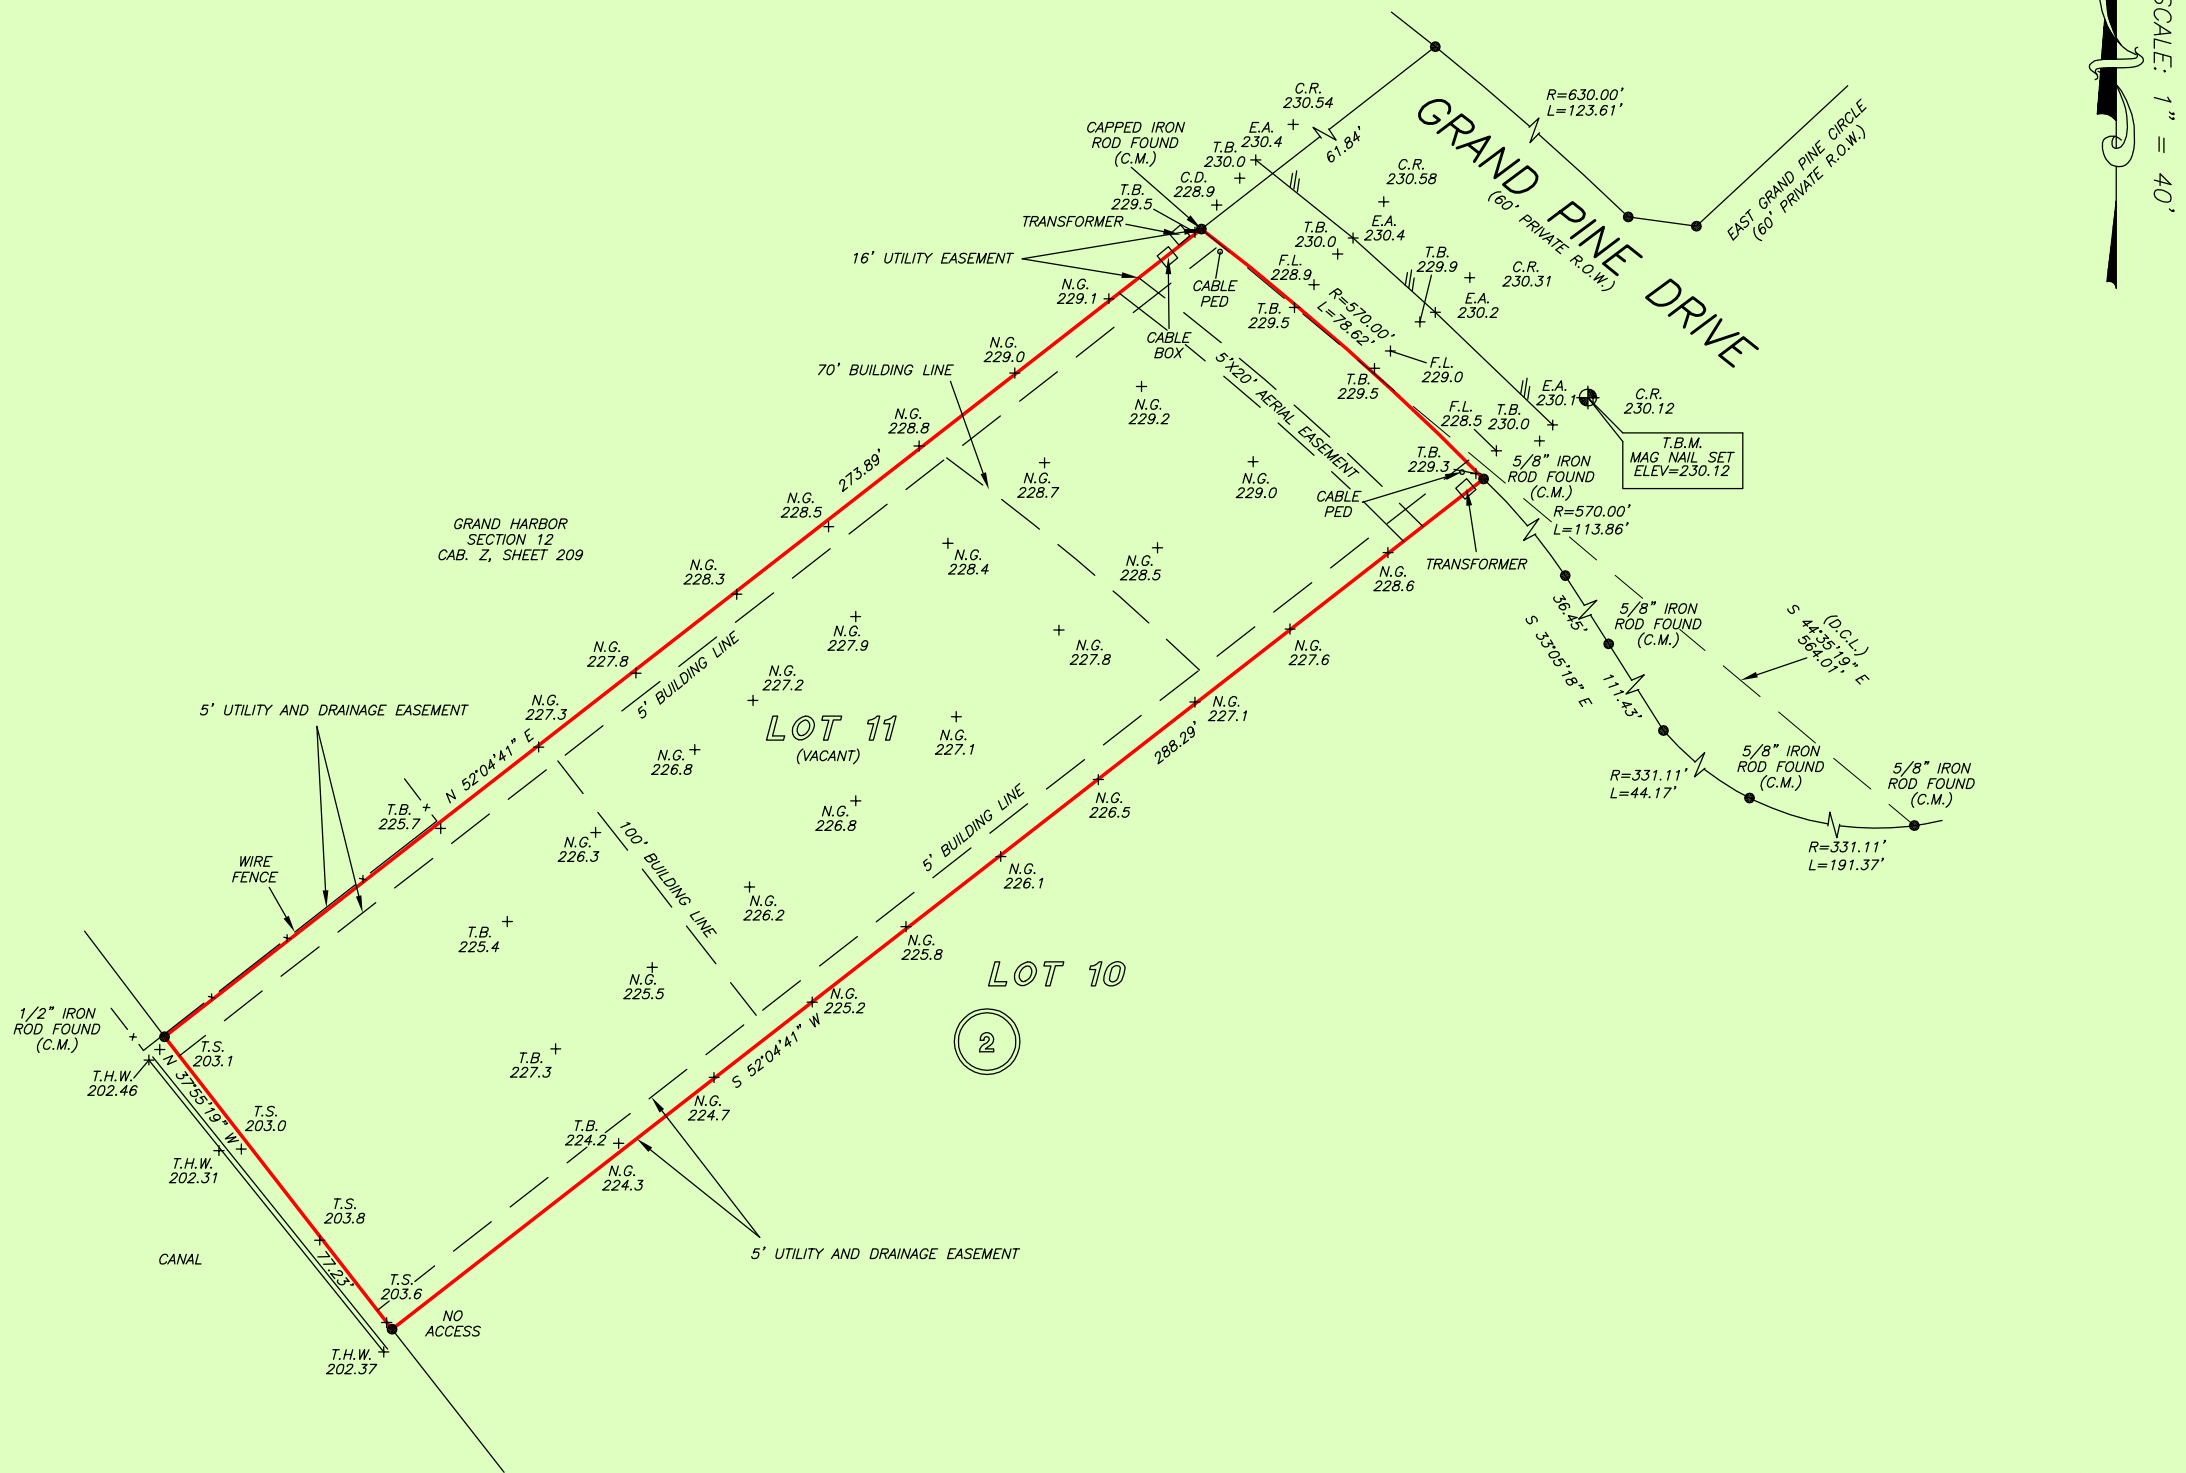 SCALE: 1" = 40'
GRAND PINE DRIVE
(60' PRIVATE R.O.W.)
R=630.00'
L=123.61'
EAST GRAND PINE CIRCLE
(60' PRIVATE R.O.W.)
C.R.
230.54
61.84'
E.A.
230.4
T.B.
230.0
C.D.
228.9
CAPPED IRON
ROD FOUND
(C.M.)
T.B.
229.5
TRANSFORMER
16' UTILITY EASEMENT
C.R.
230.58
E.A.
230.4
T.B.
230.0
F.L.
228.9
T.B.
229.9
C.R.
230.31
E.A.
230.2
CABLE
PED
R=570.00'
L=78.62'
T.B.
229.5
N.G.
229.1
CABLE
BOX
N.G.
229.0
5'X20' AERIAL EASEMENT
T.B.
229.5
F.L.
229.0
70' BUILDING LINE
N.G.
228.8
N.G.
229.2
F.L.
228.5
T.B.
230.0
E.A.
230.1
C.R.
230.12
T.B.M.
MAG NAIL SET
ELEV=230.12
273.89'
T.B.
229.3
5/8" IRON
ROD FOUND
(C.M.)
N.G.
228.7
N.G.
229.0
CABLE
PED
R=570.00'
L=113.86'
N.G.
228.5
GRAND HARBOR
SECTION 12
CAB. Z, SHEET 209
N.G.
228.4
N.G.
228.5
TRANSFORMER
N.G.
228.3
N.G.
228.6
36.45'
S 33°05'18" E
5/8" IRON
ROD FOUND
(C.M.)
(D.C.L.)
S 44°35'19" E
564.01'
N.G.
227.8
5' BUILDING LINE
N.G.
227.9
N.G.
227.8
N.G.
227.6
N.G.
227.2
111.43'
5' UTILITY AND DRAINAGE EASEMENT
N.G.
227.3
LOT 11
(VACANT)
N.G.
227.1
N.G.
227.1
288.29'
N 52°04'41" E
N.G.
226.8
5/8" IRON
ROD FOUND
(C.M.)
R=331.11'
L=44.17'
5/8" IRON
ROD FOUND
(C.M.)
T.B.
225.7
N.G.
226.8
5' BUILDING LINE
N.G.
226.5
R=331.11'
L=191.37'
N.G.
226.3
100' BUILDING LINE
WIRE
FENCE
N.G.
226.1
N.G.
226.2
T.B.
225.4
N.G.
225.8
N.G.
225.5
LOT 10
2
N.G.
225.2
1/2" IRON
ROD FOUND
(C.M.)
T.S.
203.1
T.B.
227.3
S 52°04'41" W
T.H.W.
202.46
N 37°55'19" W
N.G.
224.7
T.S.
203.0
T.B.
224.2
T.H.W.
202.31
N.G.
224.3
T.S.
203.8
5' UTILITY AND DRAINAGE EASEMENT
CANAL
77.23'
T.S.
203.6
NO
ACCESS
T.H.W.
202.37